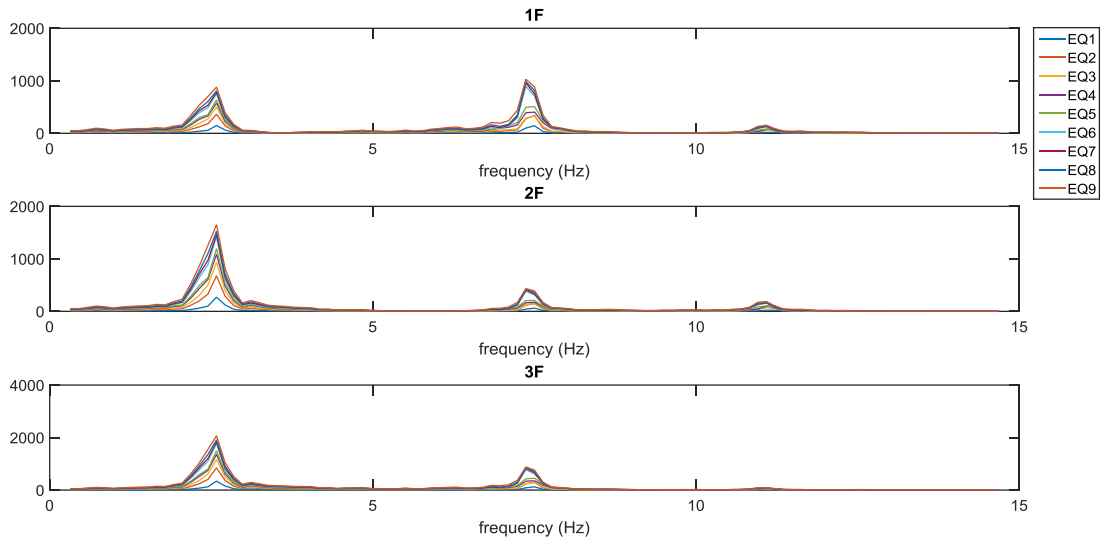 1F
2000
1000
0
0 5 10 15
frequency (Hz)
EQ1
EQ2
EQ3
EQ4
EQ5
EQ6
EQ7
EQ8
EQ9
2F
2000
1000
0
0 5 10 15
frequency (Hz)
3F
4000
2000
0
0 5 10 15
frequency (Hz)